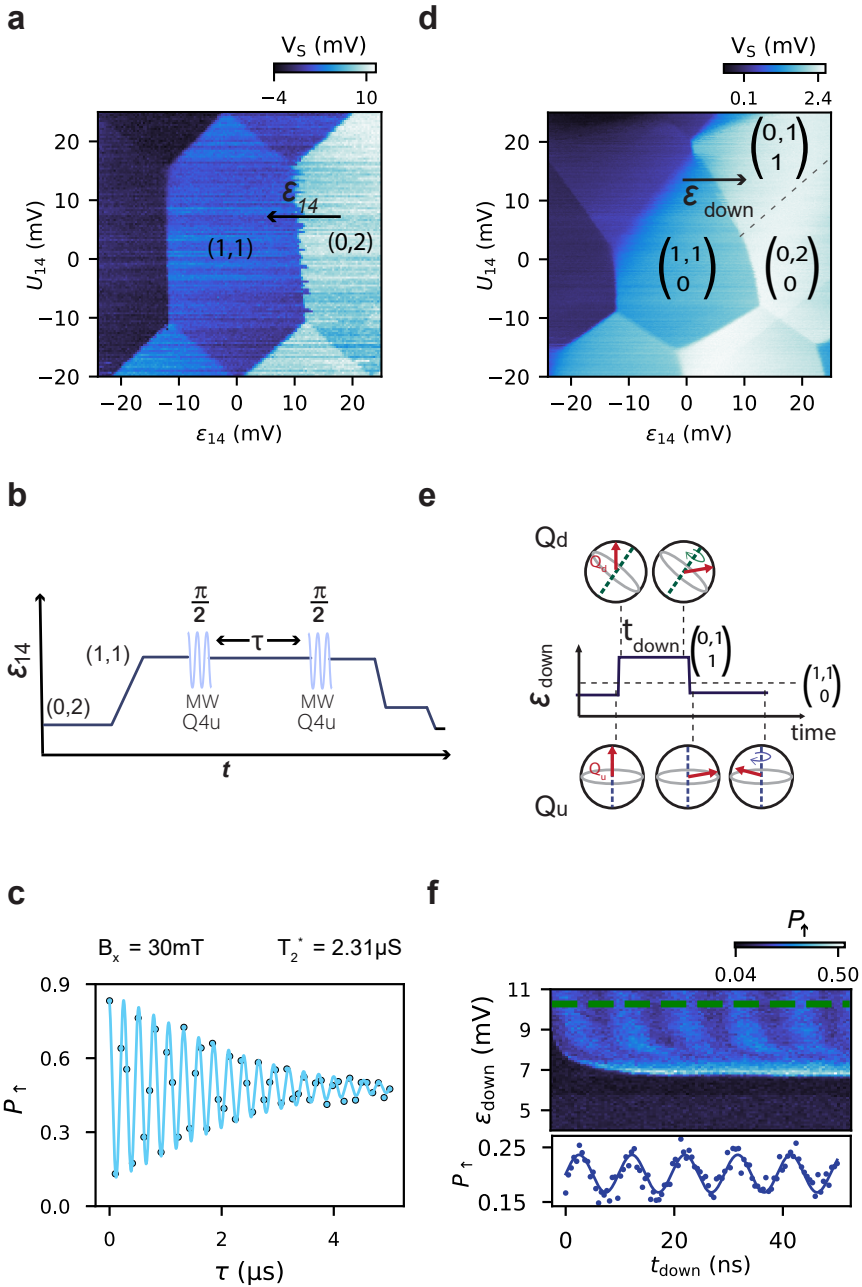 a
V_S (mV)
−4 10
20
10
0
−10
−20
U_14 (mV)
ε_14
(1,1)
(0,2)
−20 −10 0 10 20
ε_14 (mV)
d
V_S (mV)
0.1 2.4
20
10
0
−10
−20
U_14 (mV)
(0,1
1)
ε_down
(1,1
0)
(0,2
0)
−20 −10 0 10 20
ε_14 (mV)
b
π/2 π/2
τ
(1,1)
(0,2)
ε_14
MW MW
Q4u Q4u
t
e
Q_d
Q_d
t_down
(0,1
1)
ε_down
(1,1
0)
time
Q_u
Q_u
c
B_x = 30mT T_2^* = 2.31µS
0.9
0.6
0.3
0.0
P_↑
0 2 4
τ (µs)
f
P_↑
0.04 0.50
11
9
7
5
ε_down (mV)
0.25
0.15
P_↑
0 20 40
t_down (ns)